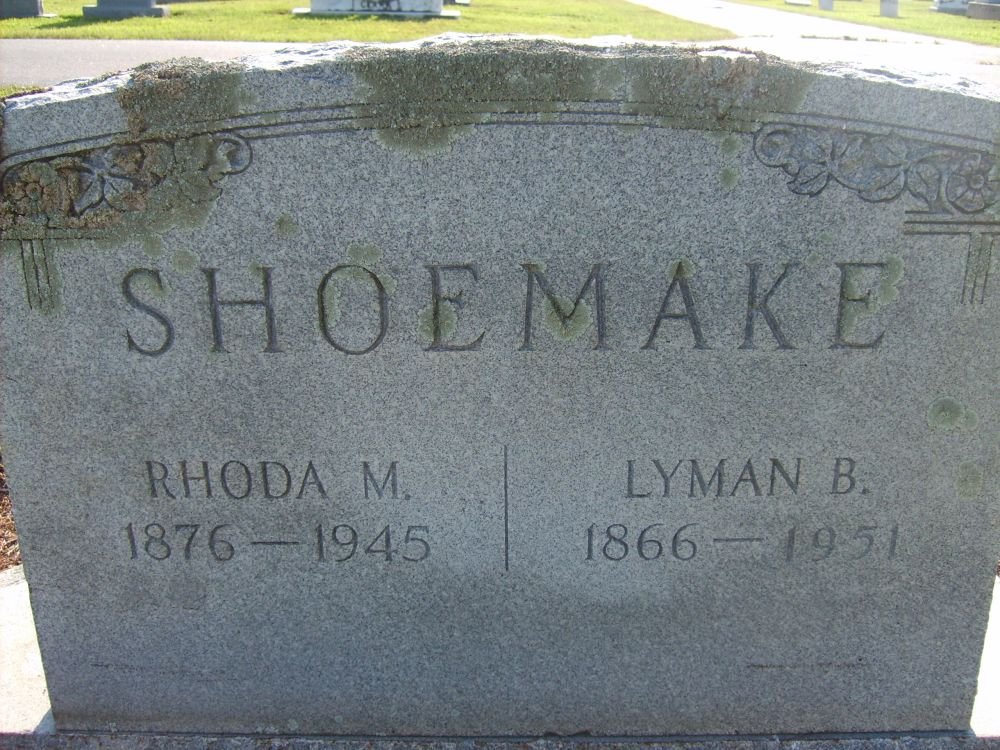 SHOEMAKE
RHODA M.
1876 — 1945
LYMAN B.
1866 — 1951